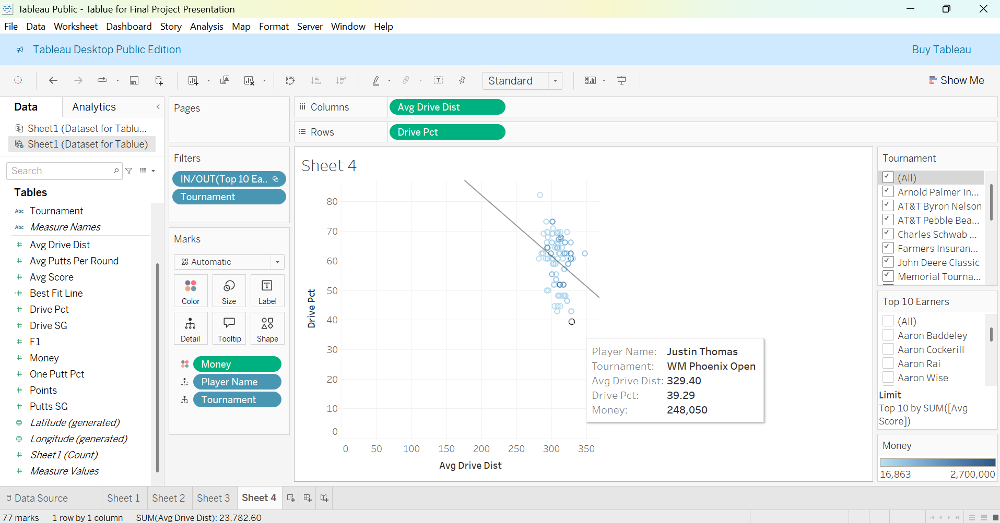 Tableau Public - Tablue for Final Project Presentation
File Data Worksheet Dashboard Story Analysis Map Format Server Window Help
Tableau Desktop Public Edition
Buy Tableau
Standard
Show Me
Data
Analytics
Sheet1 (Dataset for Tablu...
Sheet1 (Dataset for Tablue)
Search
Tables
Abc Tournament
Abc Measure Names
# Avg Drive Dist
# Avg Putts Per Round
# Avg Score
=# Best Fit Line
# Drive Pct
# Drive SG
# F1
# Money
# One Putt Pct
# Points
# Putts SG
Latitude (generated)
Longitude (generated)
# Sheet1 (Count)
# Measure Values
Pages
Filters
IN/OUT(Top 10 Ea..
Tournament
Marks
Automatic
Color
Size
Label
Detail
Tooltip
Shape
Money
Player Name
Tournament
Columns
Avg Drive Dist
Rows
Drive Pct
Sheet 4
80
70
60
50
40
30
20
10
0
Drive Pct
0 50 100 150 200 250 300 350
Avg Drive Dist
Player Name: Justin Thomas
Tournament: WM Phoenix Open
Avg Drive Dist: 329.40
Drive Pct: 39.29
Money: 248,050
Tournament
(All)
Arnold Palmer In...
AT&T Byron Nelson
AT&T Pebble Bea...
Charles Schwab ...
Farmers Insuran...
John Deere Classic
Memorial Tourna...
Top 10 Earners
(All)
Aaron Baddeley
Aaron Cockerill
Aaron Rai
Aaron Wise
Limit
Top 10 by SUM([Avg
Score])
Money
16,863 2,700,000
Data Source
Sheet 1
Sheet 2
Sheet 3
Sheet 4
77 marks 1 row by 1 column SUM(Avg Drive Dist): 23,782.60